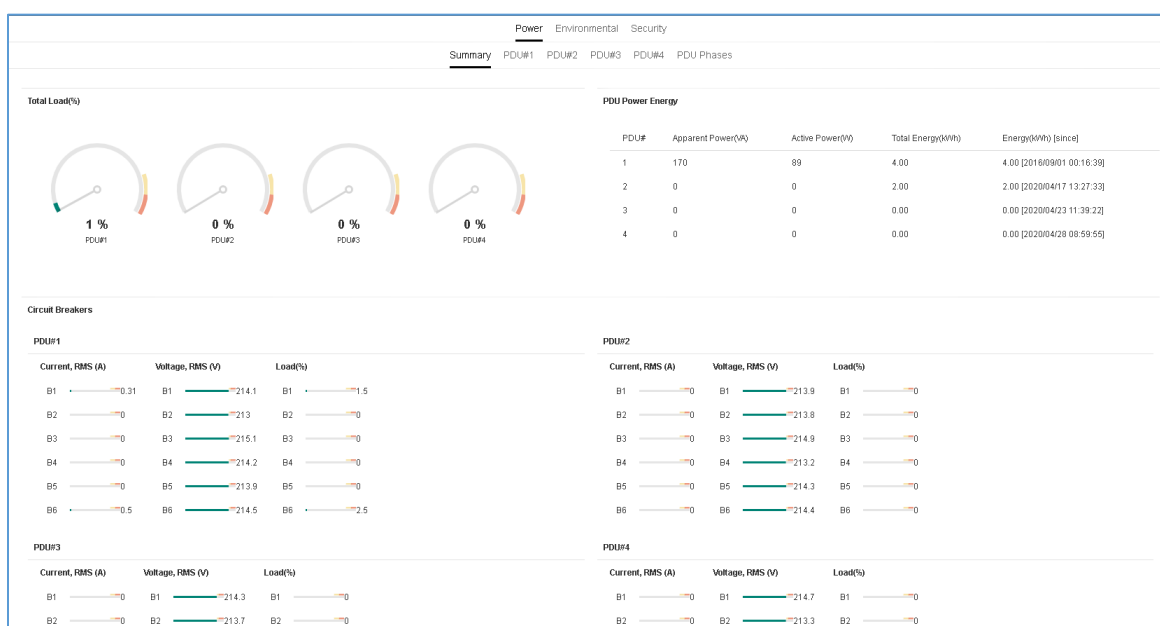 Power Environmental Security
Summary PDU#1 PDU#2 PDU#3 PDU#4 PDU Phases
Total Load(%)
1 % 0 % 0 % 0 %
PDU#1 PDU#2 PDU#3 PDU#4
PDU Power Energy
PDU# Apparent Power(VA) Active Power(W) Total Energy(kWh) Energy(kWh) [since]
1 170 89 4.00 4.00 [2016/09/01 00:16:39]
2 0 0 2.00 2.00 [2020/04/17 13:27:33]
3 0 0 0.00 0.00 [2020/04/23 11:39:22]
4 0 0 0.00 0.00 [2020/04/28 08:59:55]
Circuit Breakers
PDU#1
Current, RMS (A) Voltage, RMS (V) Load(%)
B1 0.31 B1 214.1 B1 1.5
B2 0 B2 213 B2 0
B3 0 B3 215.1 B3 0
B4 0 B4 214.2 B4 0
B5 0 B5 213.9 B5 0
B6 0.5 B6 214.5 B6 2.5
PDU#2
Current, RMS (A) Voltage, RMS (V) Load(%)
B1 0 B1 213.9 B1 0
B2 0 B2 213.8 B2 0
B3 0 B3 214.9 B3 0
B4 0 B4 213.2 B4 0
B5 0 B5 214.3 B5 0
B6 0 B6 214.4 B6 0
PDU#3
Current, RMS (A) Voltage, RMS (V) Load(%)
B1 0 B1 214.3 B1 0
B2 0 B2 213.7 B2 0
PDU#4
Current, RMS (A) Voltage, RMS (V) Load(%)
B1 0 B1 214.7 B1 0
B2 0 B2 213.3 B2 0